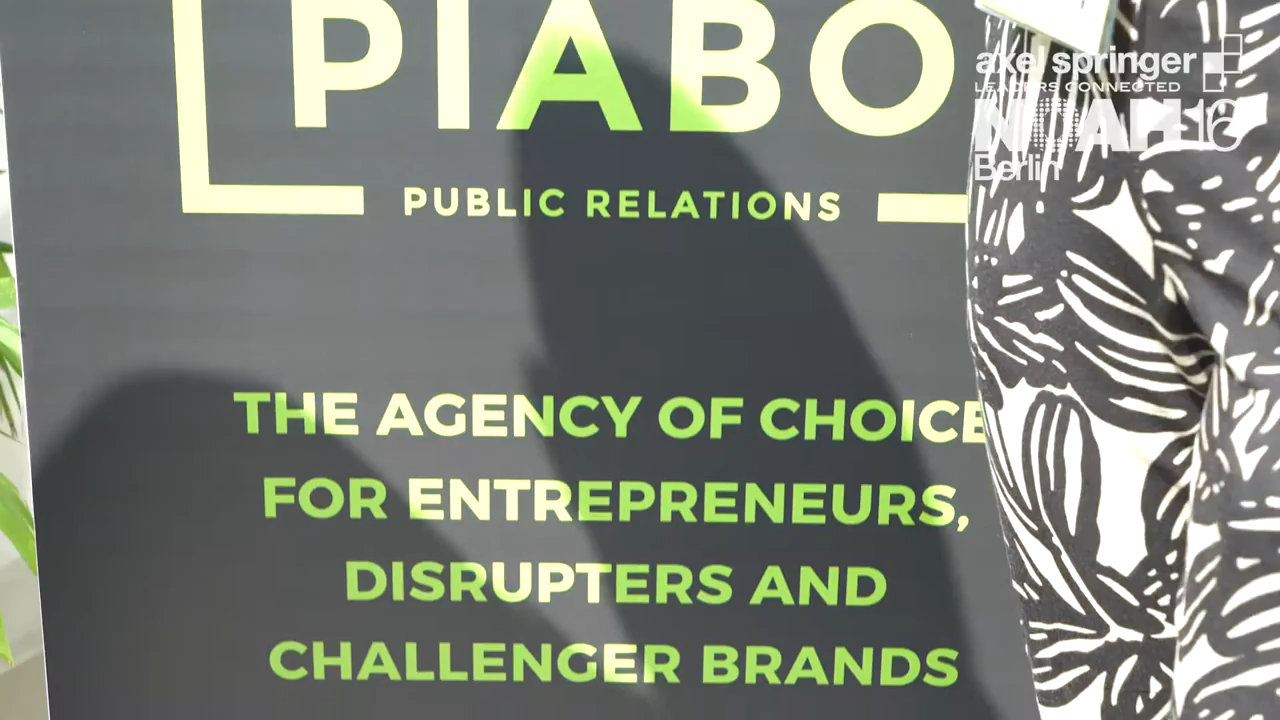 PIABO
PUBLIC RELATIONS
THE AGENCY OF CHOICE
FOR ENTREPRENEURS,
DISRUPTERS AND
CHALLENGER BRANDS
axel springer
LEADERS CONNECTED
NOAH16
Berlin